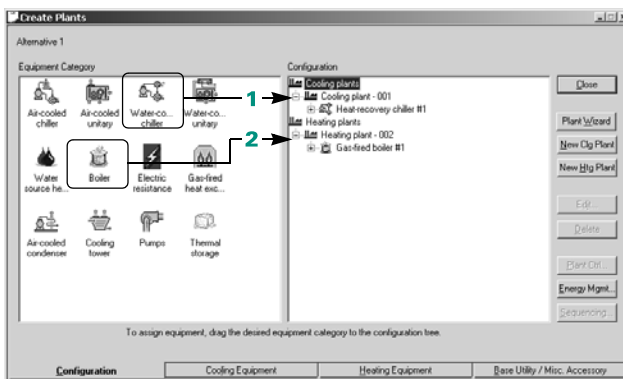 Create Plants
Alternative 1
Equipment Category
Air-cooled chiller
Air-cooled unitary
Water-co... chiller
Water-co... unitary
Water source he...
Boiler
Electric resistance
Gas-fired heat exc...
Air-cooled condenser
Cooling tower
Pumps
Thermal storage
1
2
Configuration
Cooling plants
Cooling plant - 001
Heat-recovery chiller #1
Heating plants
Heating plant - 002
Gas-fired boiler #1
Close
Plant Wizard
New Clg Plant
New Htg Plant
Edit...
Delete
Plant Ctrl...
Energy Mgmt...
Sequencing...
To assign equipment, drag the desired equipment category to the configuration tree.
Configuration
Cooling Equipment
Heating Equipment
Base Utility / Misc. Accessory